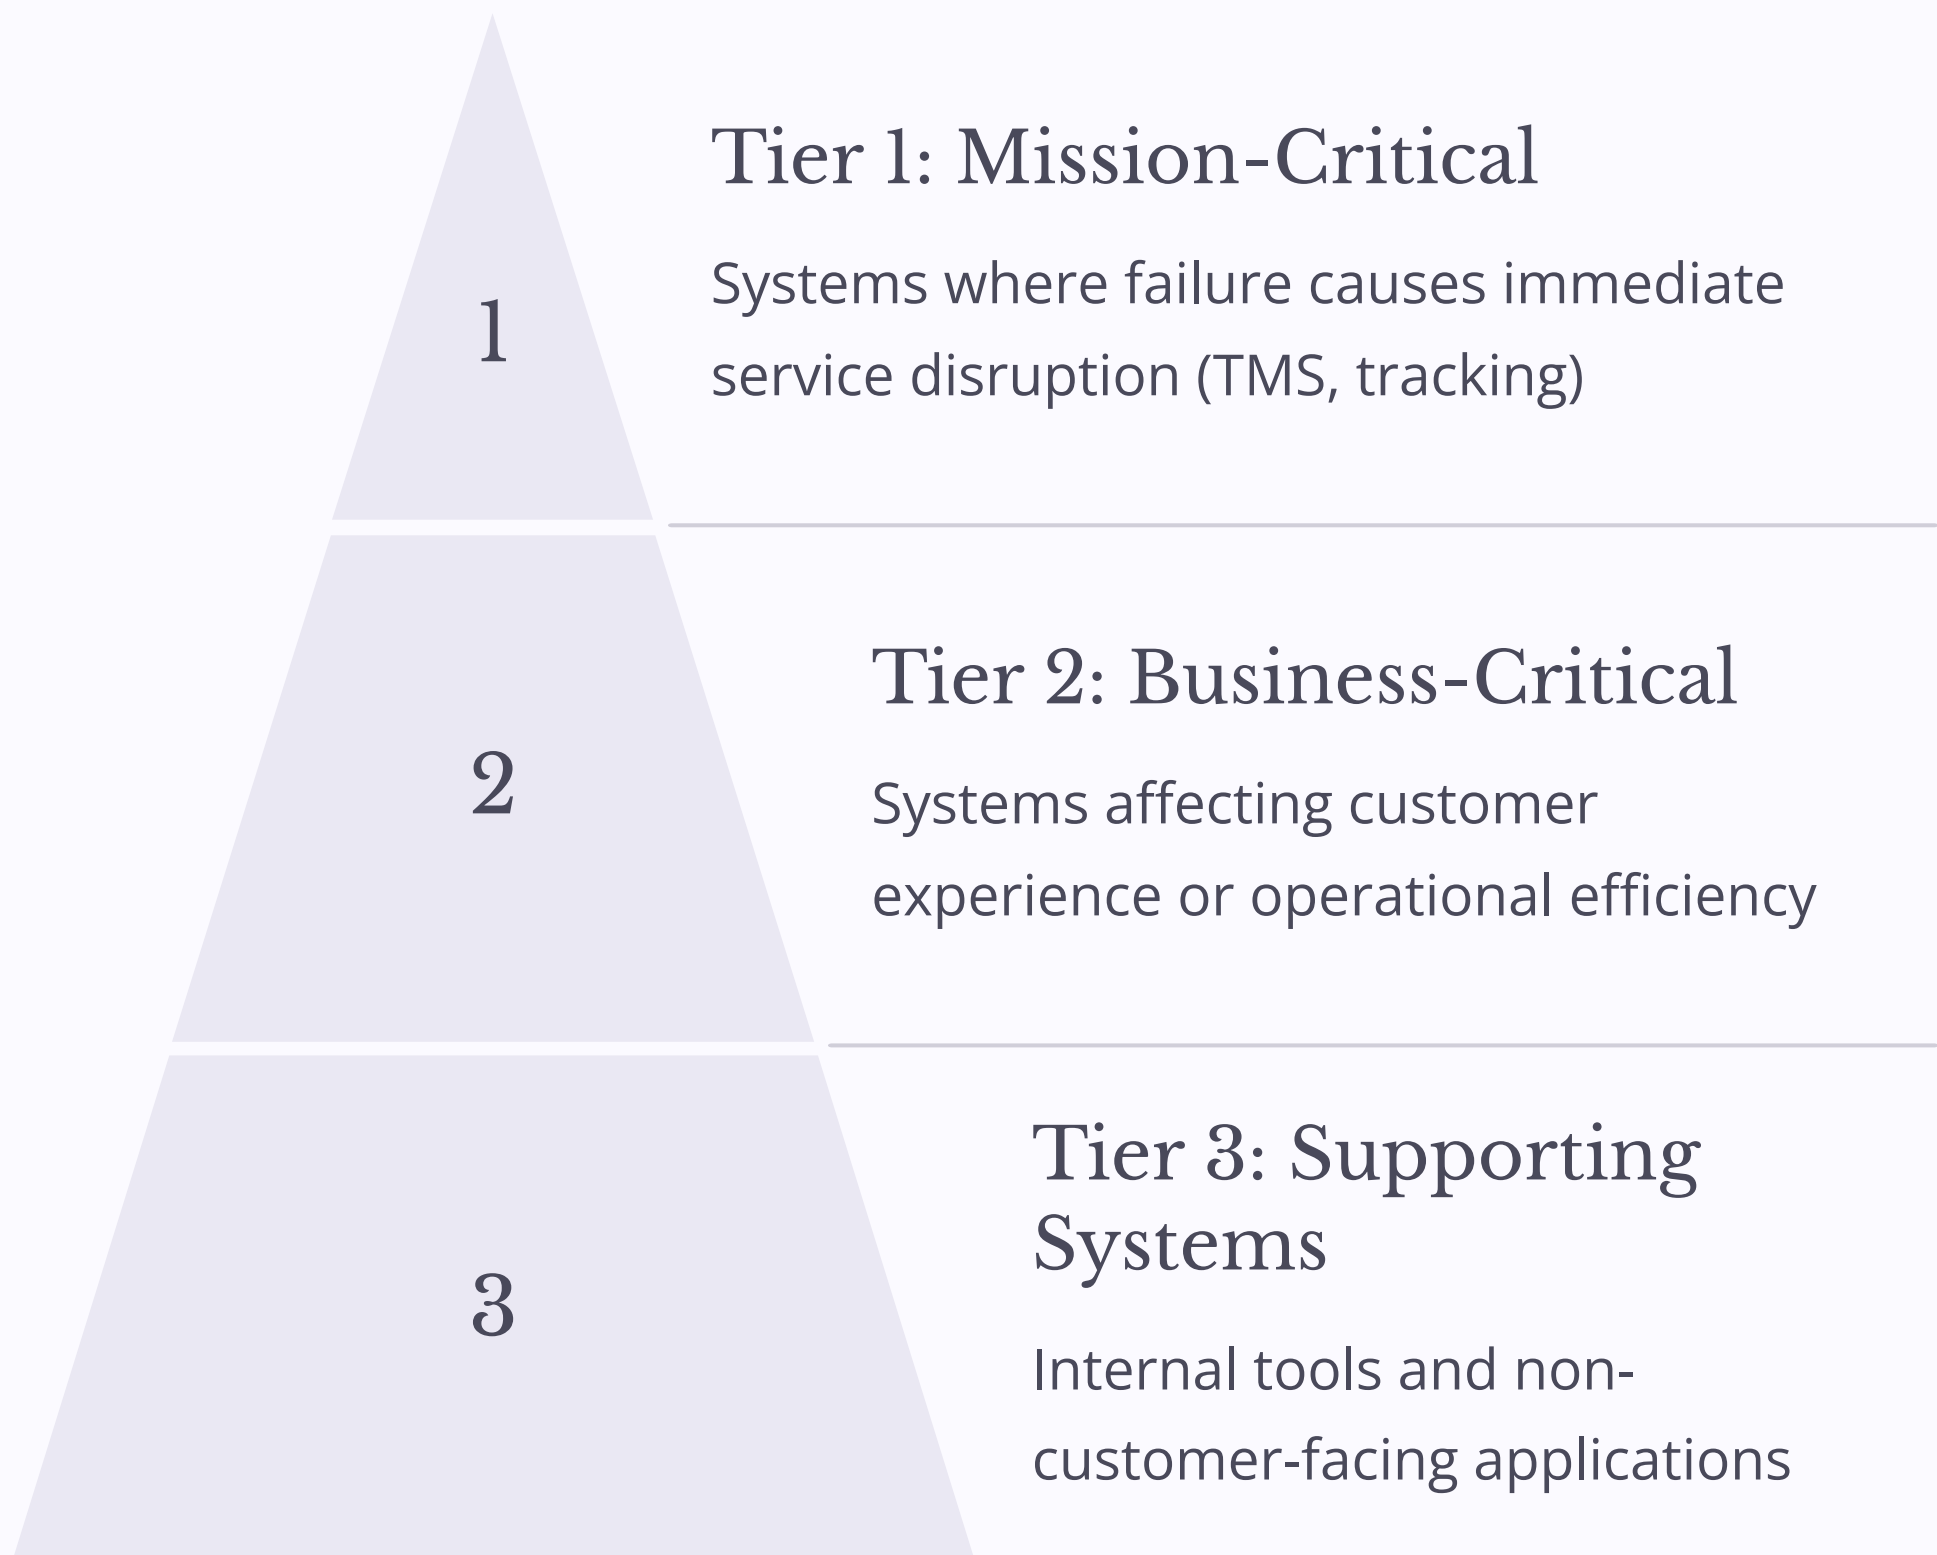 1
Tier 1: Mission-Critical
Systems where failure causes immediate
service disruption (TMS, tracking)
2
Tier 2: Business-Critical
Systems affecting customer
experience or operational efficiency
3
Tier 3: Supporting
Systems
Internal tools and non-
customer-facing applications